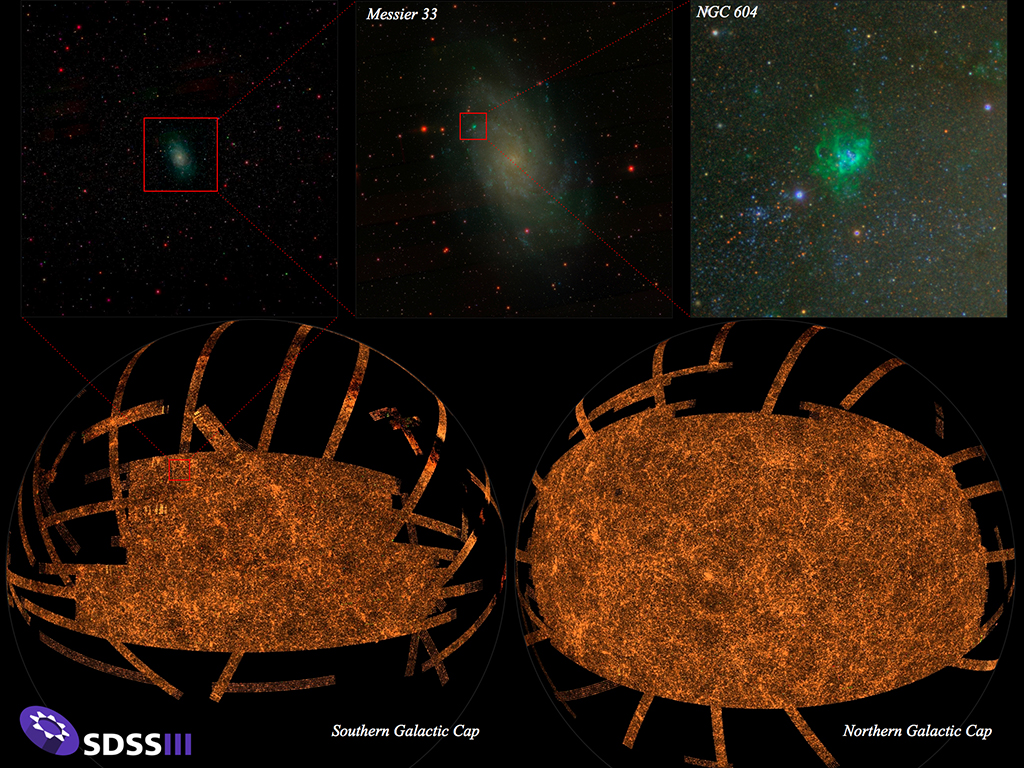 Messier 33
NGC 604
Southern Galactic Cap
Northern Galactic Cap
SDSSIII